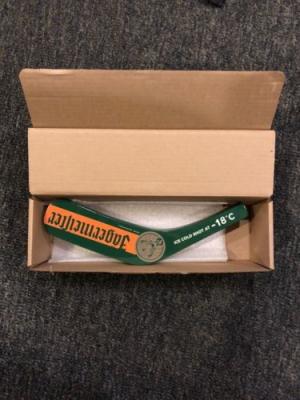 Jägermeister
ICE COLD SHOT AT -18°C